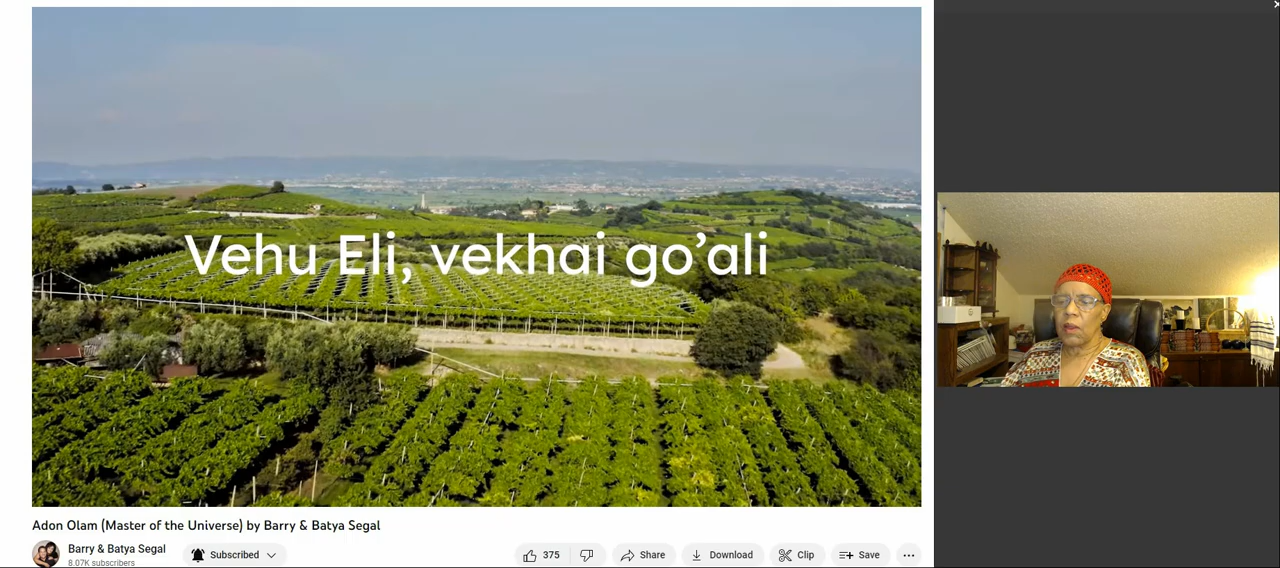 Vehu Eli, vekhai go’ali
Adon Olam (Master of the Universe) by Barry & Batya Segal
Barry & Batya Segal
8.07K subscribers
Subscribed
375
Share
Download
Clip
Save